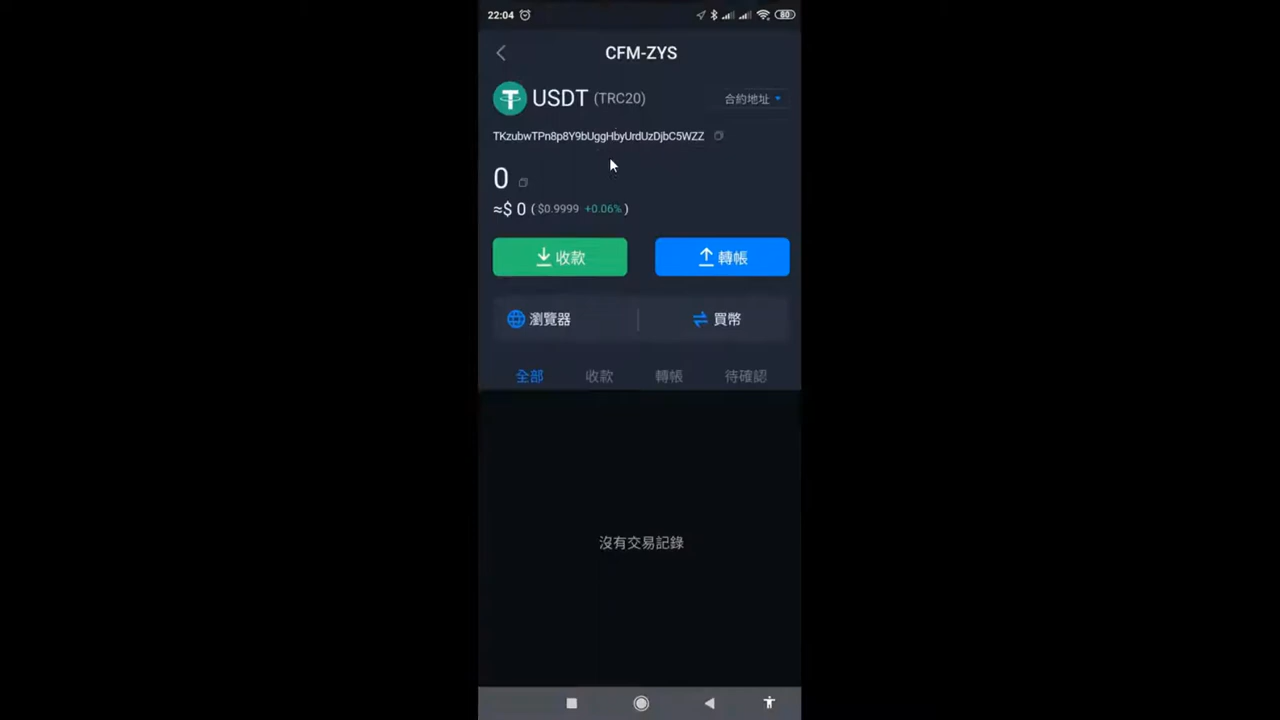 22:04
80
CFM-ZYS
USDT (TRC20)
合約地址
TKzubwTPn8p8Y9bUggHbyUrdUzDjbC5WZZ
0
≈$ 0 ( $0.9999 +0.06% )
收款 轉帳
瀏覽器 買幣
全部 收款 轉帳 待確認
沒有交易記錄